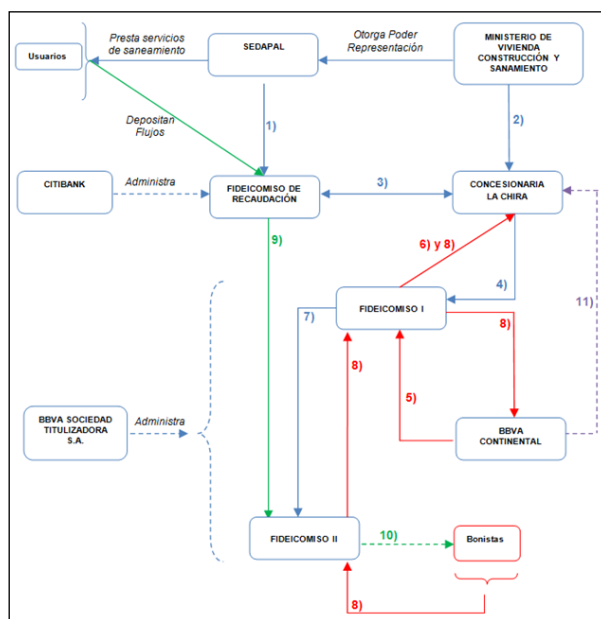 Usuarios
Presta servicios
de saneamiento
SEDAPAL
Otorga Poder
Representación
MINISTERIO DE
VIVIENDA
CONSTRUCCIÓN Y
SANAMIENTO
Depositan
Flujos
1)
2)
CITIBANK
Administra
FIDEICOMISO DE
RECAUDACIÓN
3)
CONCESIONARIA
LA CHIRA
9)
6) y 8)
4)
11)
7)
FIDEICOMISO I
8)
8)
5)
BBVA SOCIEDAD
TITULIZADORA
S.A.
Administra
BBVA
CONTINENTAL
FIDEICOMISO II
10)
Bonistas
8)